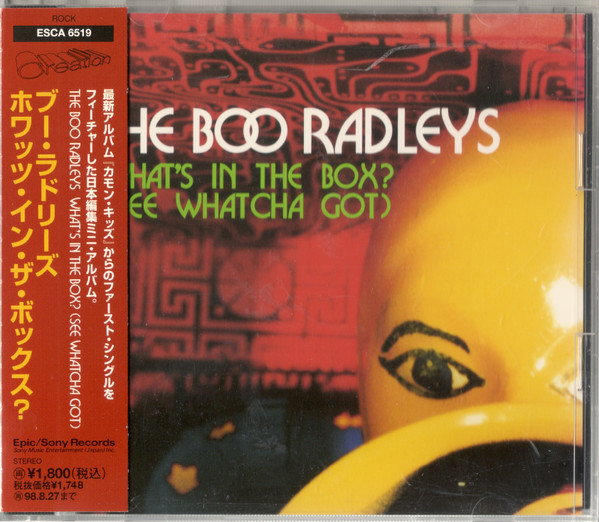 ROCK
ESCA 6519
Creation
ブー・ラドリーズ
ホワッツ・イン・ザ・ボックス?
最新アルバム『カモン・キッズ』からのファースト・シングルを
フィーチャーした日本編集ミニ・アルバム。
THE BOO RADLEYS WHAT'S IN THE BOX? (SEE WHATCHA GOT)
Epic/Sony Records
Sony Music Entertainment (Japan) Inc.
STEREO
再 ¥1,800(税込)
税抜価格¥1,748
再 98.8.27まで
HE BOO RADLEYS
HAT'S IN THE BOX?
EE WHATCHA GOT)